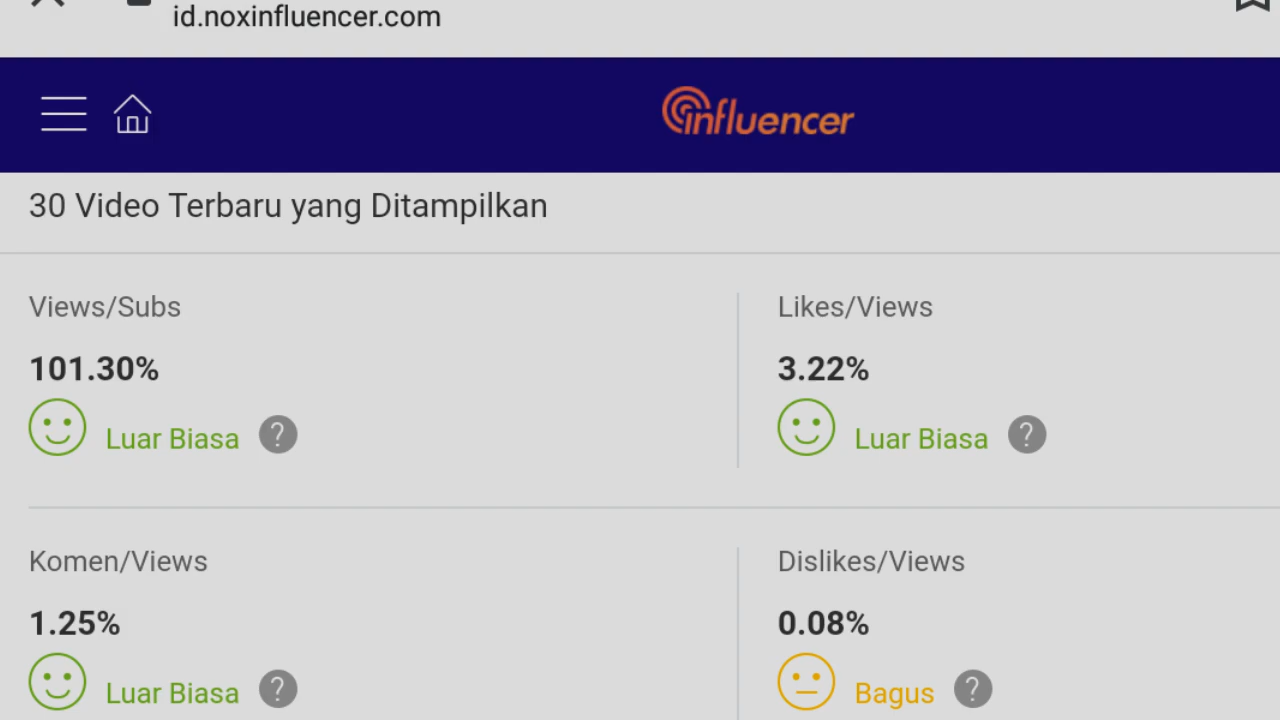 id.noxinfluencer.com
influencer
30 Video Terbaru yang Ditampilkan
Views/Subs
Likes/Views
101.30%
3.22%
Luar Biasa ?
Luar Biasa ?
Komen/Views
Dislikes/Views
1.25%
0.08%
Luar Biasa ?
Bagus ?